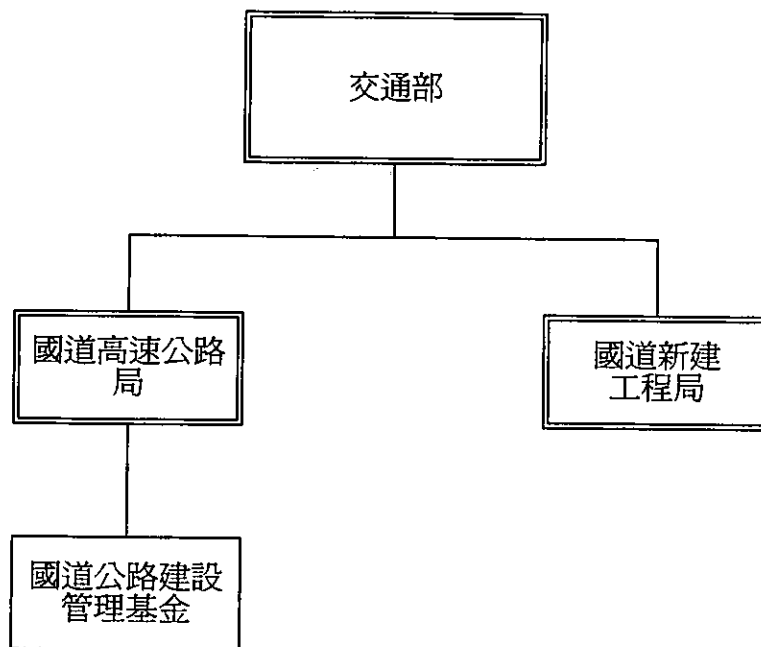 交通部
國道高速公路
局
國道新建
工程局
國道公路建設
管理基金